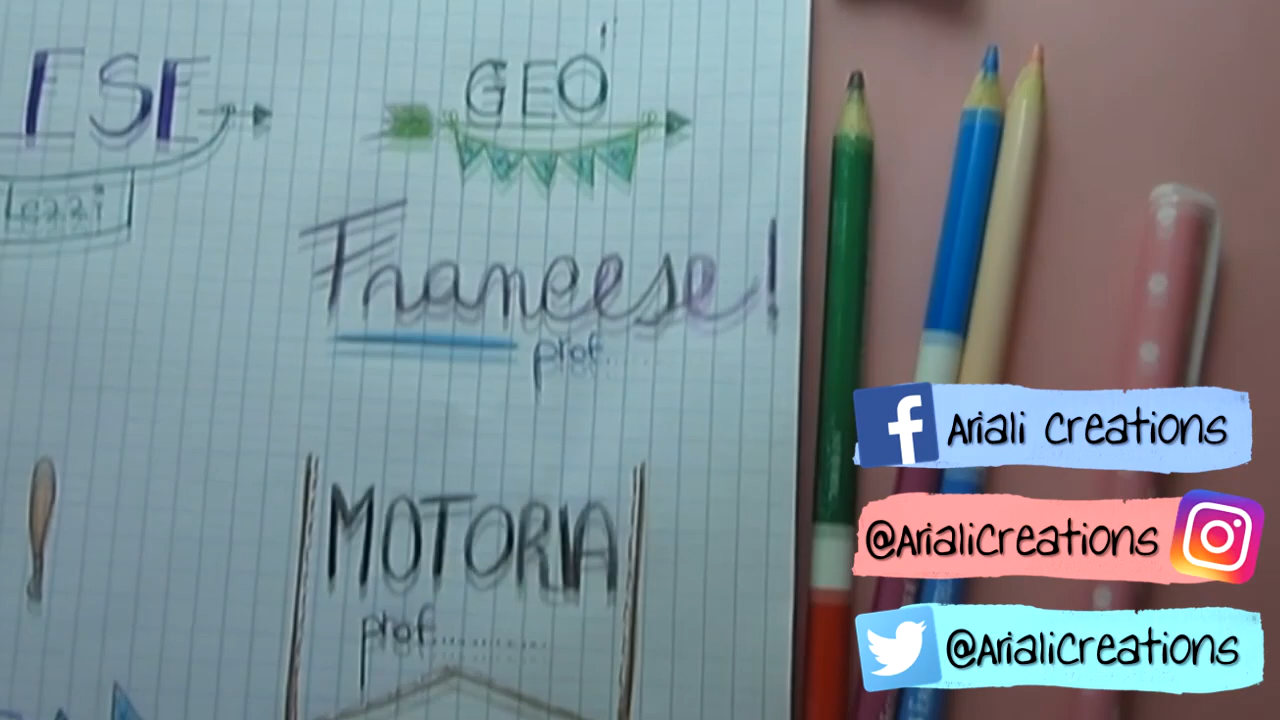 GEO
Francese!
prof......
MOTORIA
prof............
Ariali Creations
@ArialiCreations
@ArialiCreations